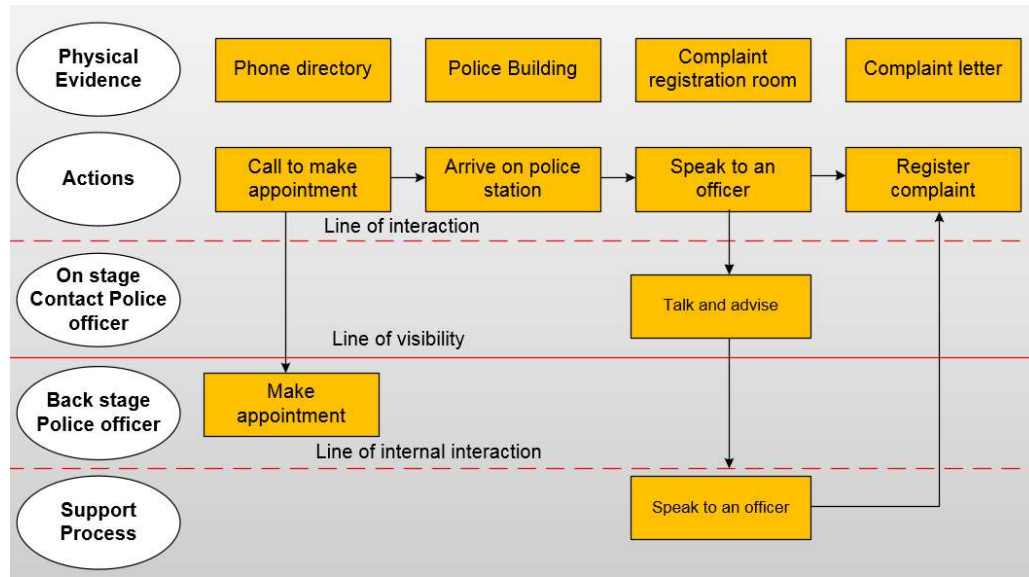 Physical
Evidence
Phone directory
Police Building
Complaint
registration room
Complaint letter
Actions
Call to make
appointment
Arrive on police
station
Speak to an
officer
Register
complaint
Line of interaction
On stage
Contact Police
officer
Talk and advise
Line of visibility
Back stage
Police officer
Make
appointment
Line of internal interaction
Support
Process
Speak to an officer